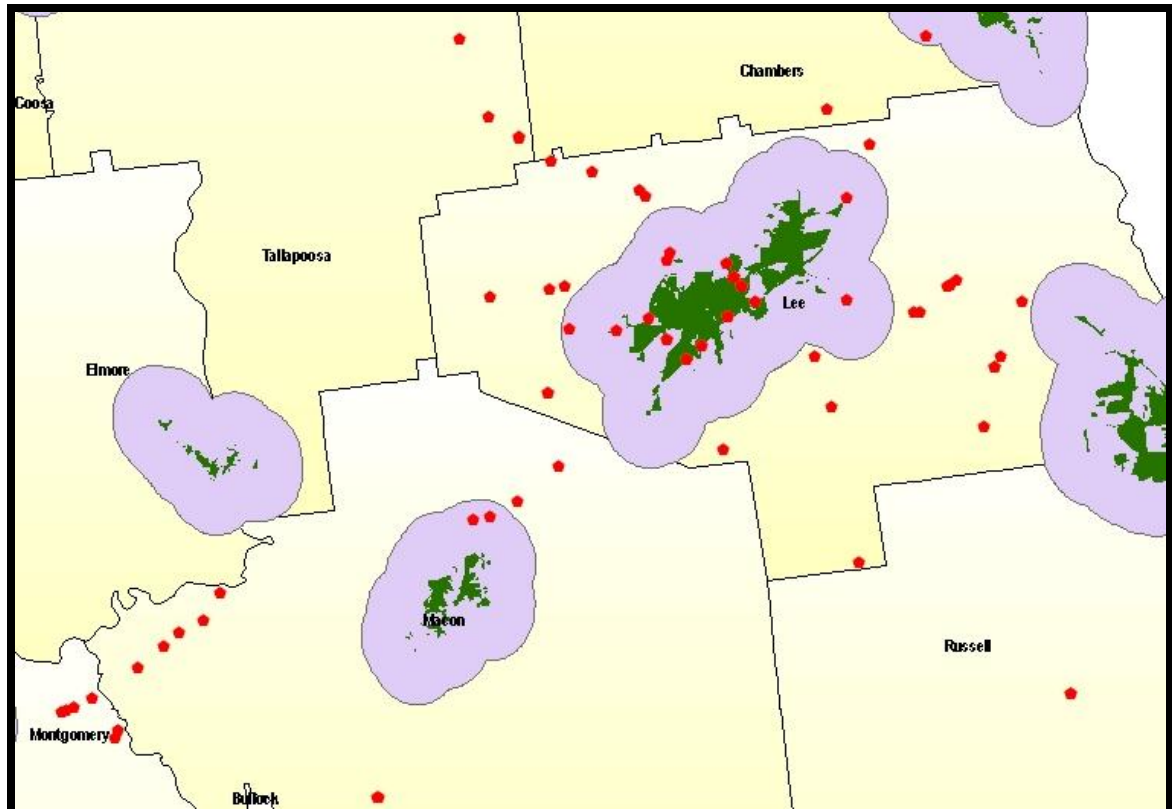 Chambers
Coosa
Tallapoosa
Lee
Elmore
Macon
Russell
Montgomery
Bullock